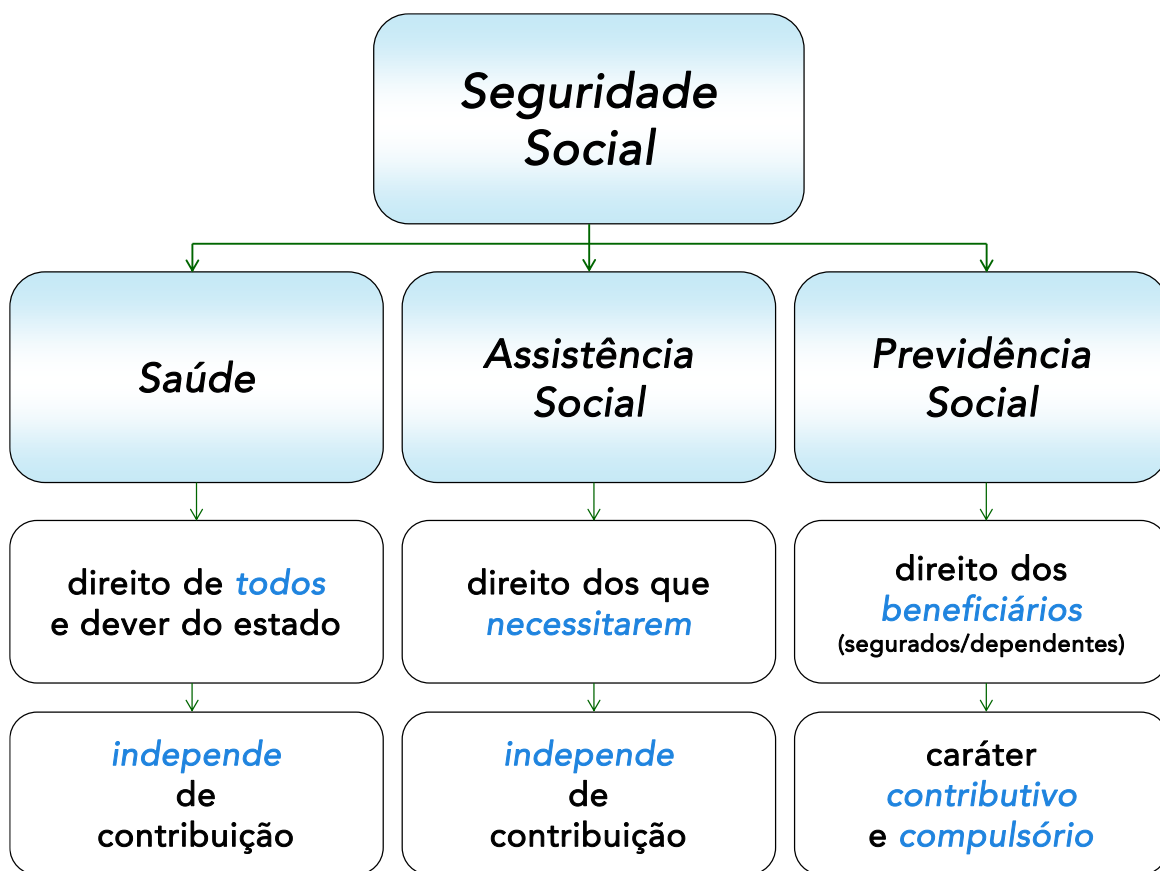 Seguridade
Social
Saúde
Assistência
Social
Previdência
Social
direito de todos
e dever do estado
direito dos que
necessitarem
direito dos
beneficiários
(segurados/dependentes)
independe
de
contribuição
independe
de
contribuição
caráter
contributivo
e compulsório